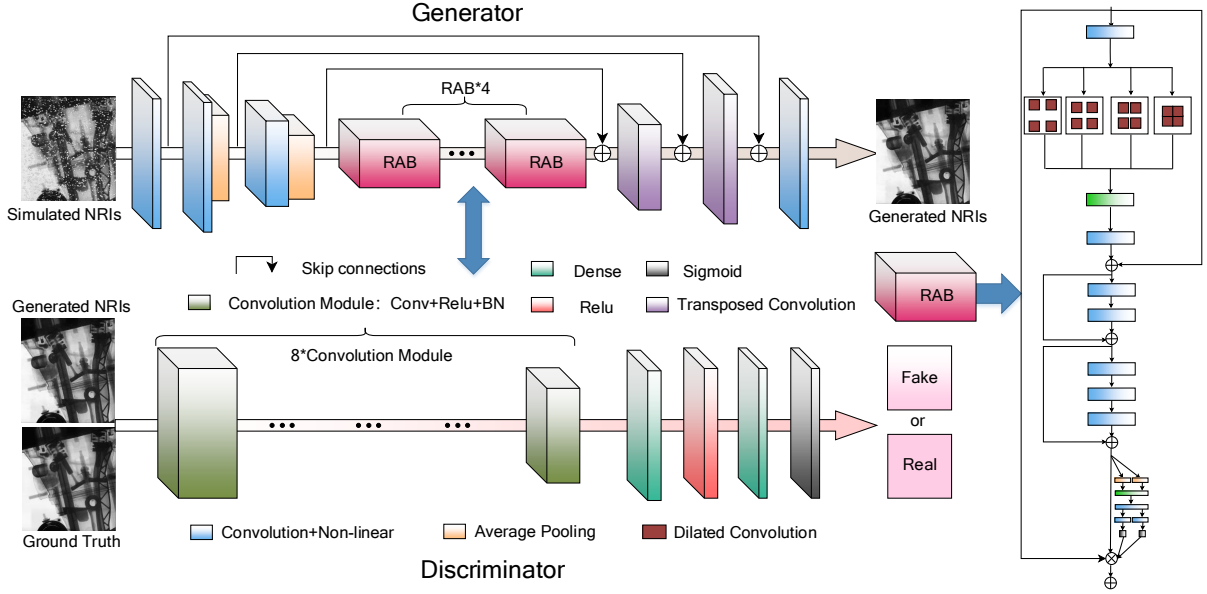 Generator
RAB*4
RAB
RAB
Simulated NRIs
Generated NRIs
Skip connections
Dense
Sigmoid
Convolution Module：Conv+Relu+BN
Relu
Transposed Convolution
RAB
Generated NRIs
8*Convolution Module
Fake
or
Real
Ground Truth
Convolution+Non-linear
Average Pooling
Dilated Convolution
Discriminator